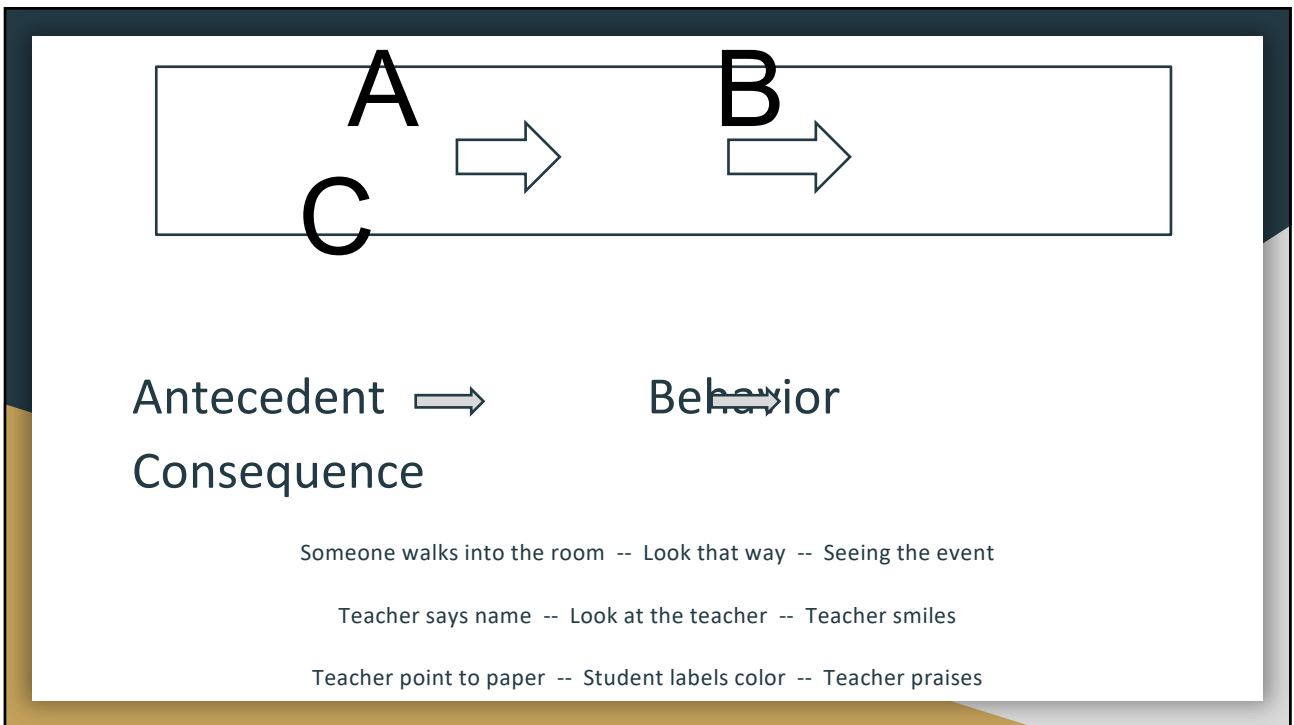 A B
C
Antecedent Behavior
Consequence
Someone walks into the room -- Look that way -- Seeing the event
Teacher says name -- Look at the teacher -- Teacher smiles
Teacher point to paper -- Student labels color -- Teacher praises